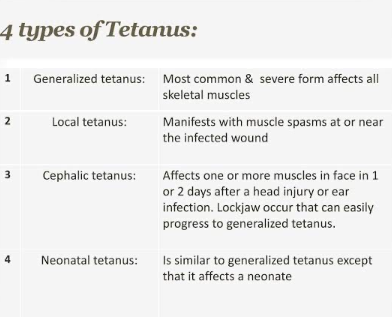 4 types of Tetanus:
1 Generalized tetanus: Most common & severe form affects all
skeletal muscles
2 Local tetanus: Manifests with muscle spasms at or near
the infected wound
3 Cephalic tetanus: Affects one or more muscles in face in 1
or 2 days after a head injury or ear
infection. Lockjaw occur that can easily
progress to generalized tetanus.
4 Neonatal tetanus: Is similar to generalized tetanus except
that it affects a neonate